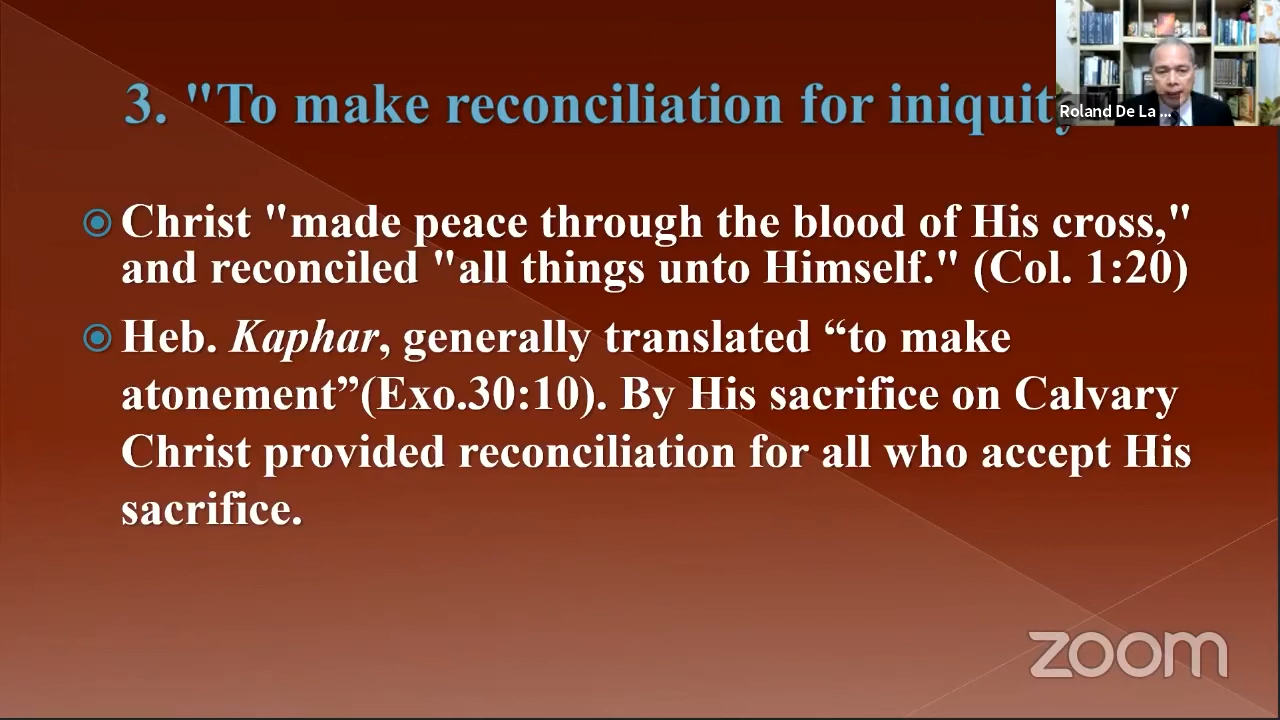 3. "To make reconciliation for iniquity
Roland De La ...
Christ "made peace through the blood of His cross,"
and reconciled "all things unto Himself." (Col. 1:20)
Heb. Kaphar, generally translated “to make
atonement”(Exo.30:10). By His sacrifice on Calvary
Christ provided reconciliation for all who accept His
sacrifice.
zoom